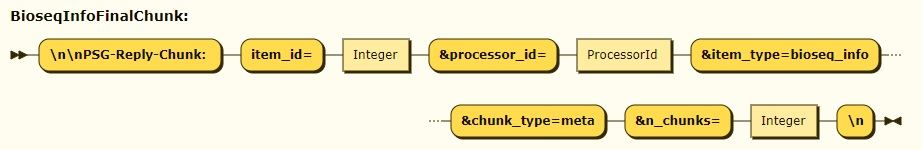 BioseqInfoFinalChunk:
\n\nPSG-Reply-Chunk: item_id= Integer &processor_id= ProcessorId &item_type=bioseq_info
&chunk_type=meta &n_chunks= Integer \n